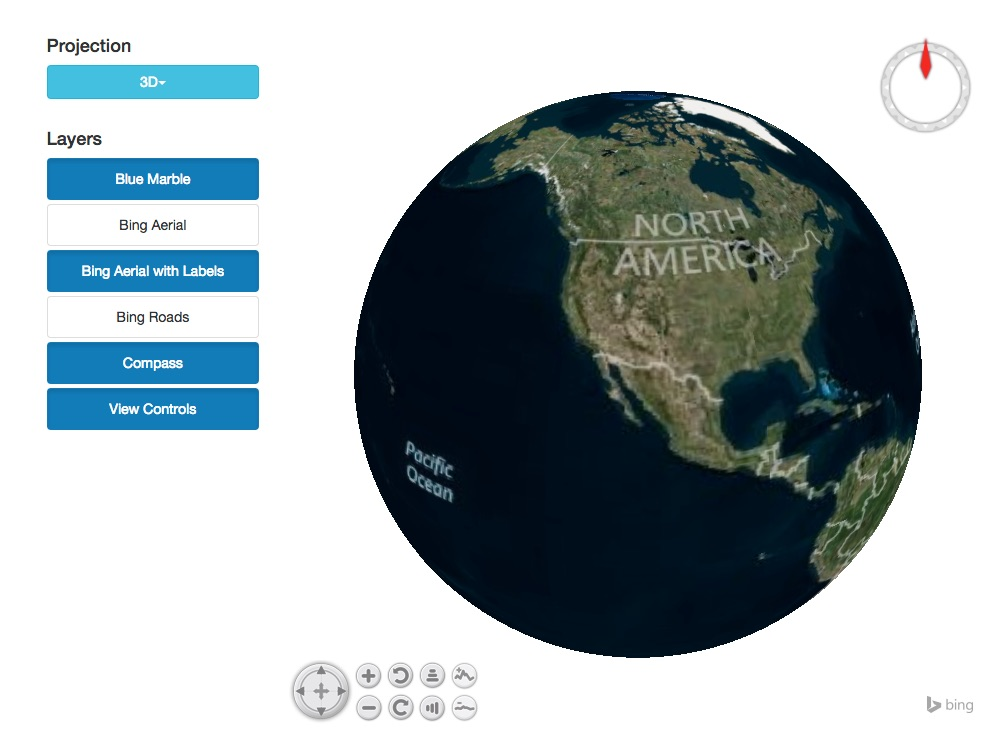 Projection
3D
Layers
Blue Marble
Bing Aerial
Bing Aerial with Labels
Bing Roads
Compass
View Controls
NORTH
AMERICA
Pacific
Ocean
bing